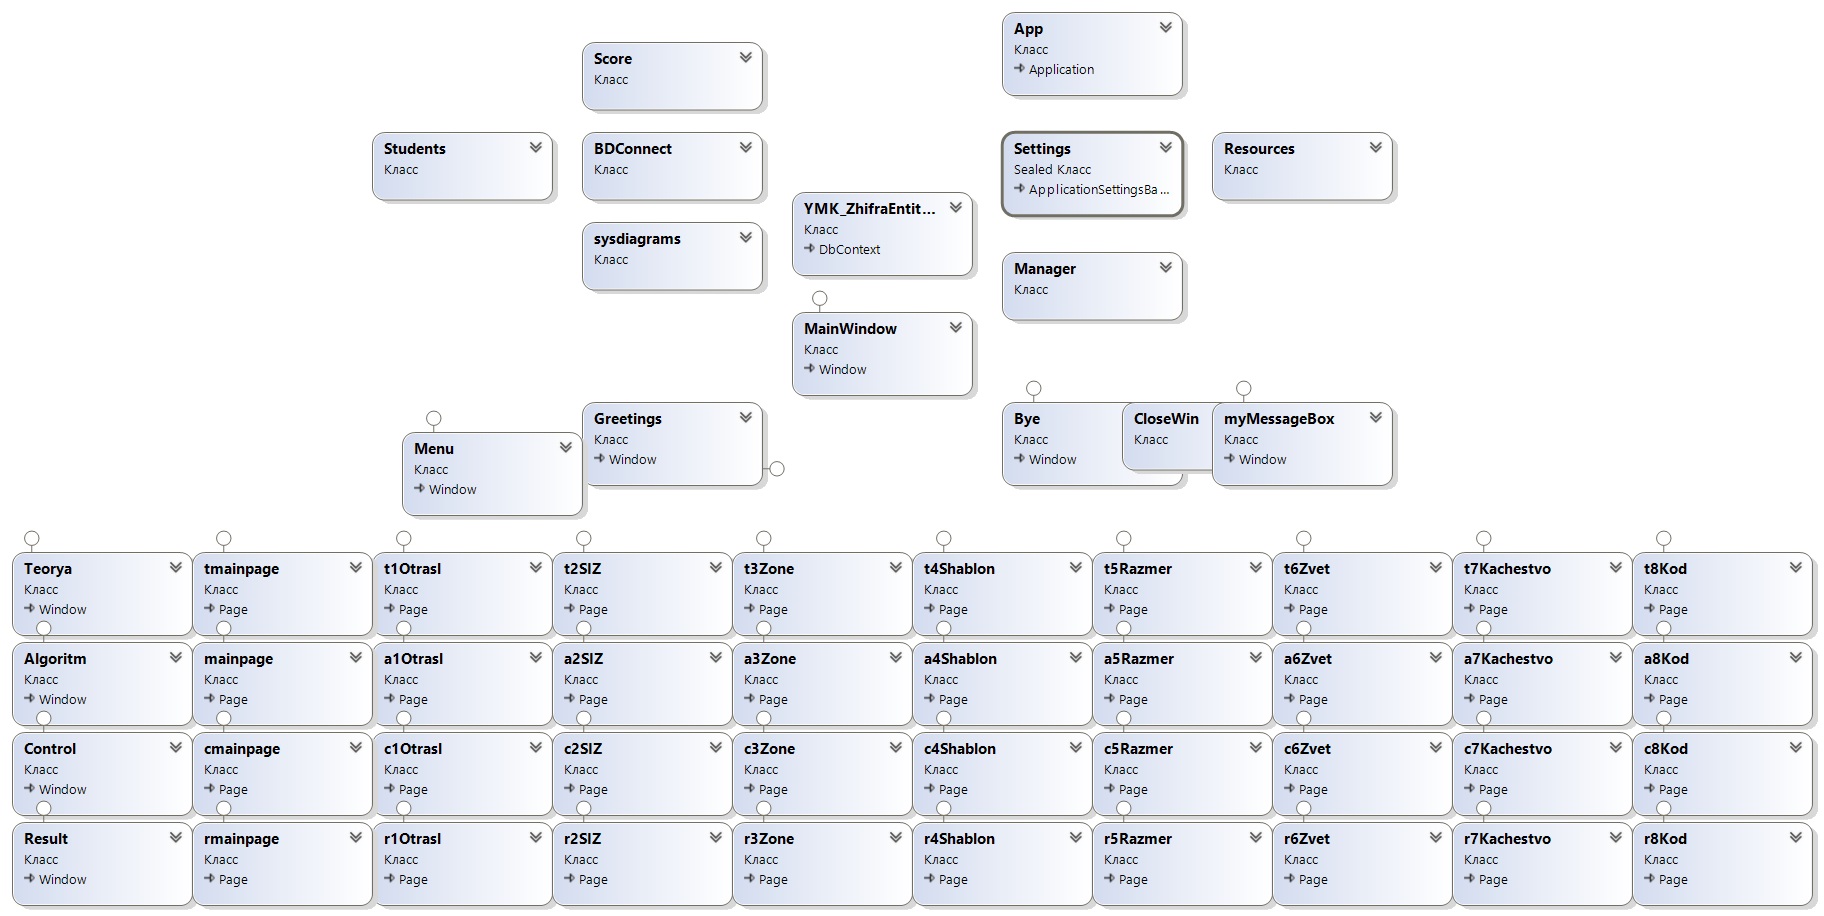 App
Класс
Application
Score
Класс
Students
Класс
BDConnect
Класс
Settings
Sealed Класс
ApplicationSettingsBa...
Resources
Класс
YMK_ZhifraEntit...
Класс
DbContext
sysdiagrams
Класс
Manager
Класс
MainWindow
Класс
Window
Menu
Класс
Window
Greetings
Класс
Window
Bye
Класс
Window
CloseWin
Класс
myMessageBox
Класс
Window
Teorya
Класс
Window
tmainpage
Класс
Page
t1Otrasl
Класс
Page
t2SIZ
Класс
Page
t3Zone
Класс
Page
t4Shablon
Класс
Page
t5Razmer
Класс
Page
t6Zvet
Класс
Page
t7Kachestvo
Класс
Page
t8Kod
Класс
Page
Algoritm
Класс
Window
mainpage
Класс
Page
a1Otrasl
Класс
Page
a2SIZ
Класс
Page
a3Zone
Класс
Page
a4Shablon
Класс
Page
a5Razmer
Класс
Page
a6Zvet
Класс
Page
a7Kachestvo
Класс
Page
a8Kod
Класс
Page
Control
Класс
Window
cmainpage
Класс
Page
c1Otrasl
Класс
Page
c2SIZ
Класс
Page
c3Zone
Класс
Page
c4Shablon
Класс
Page
c5Razmer
Класс
Page
c6Zvet
Класс
Page
c7Kachestvo
Класс
Page
c8Kod
Класс
Page
Result
Класс
Window
rmainpage
Класс
Page
r1Otrasl
Класс
Page
r2SIZ
Класс
Page
r3Zone
Класс
Page
r4Shablon
Класс
Page
r5Razmer
Класс
Page
r6Zvet
Класс
Page
r7Kachestvo
Класс
Page
r8Kod
Класс
Page